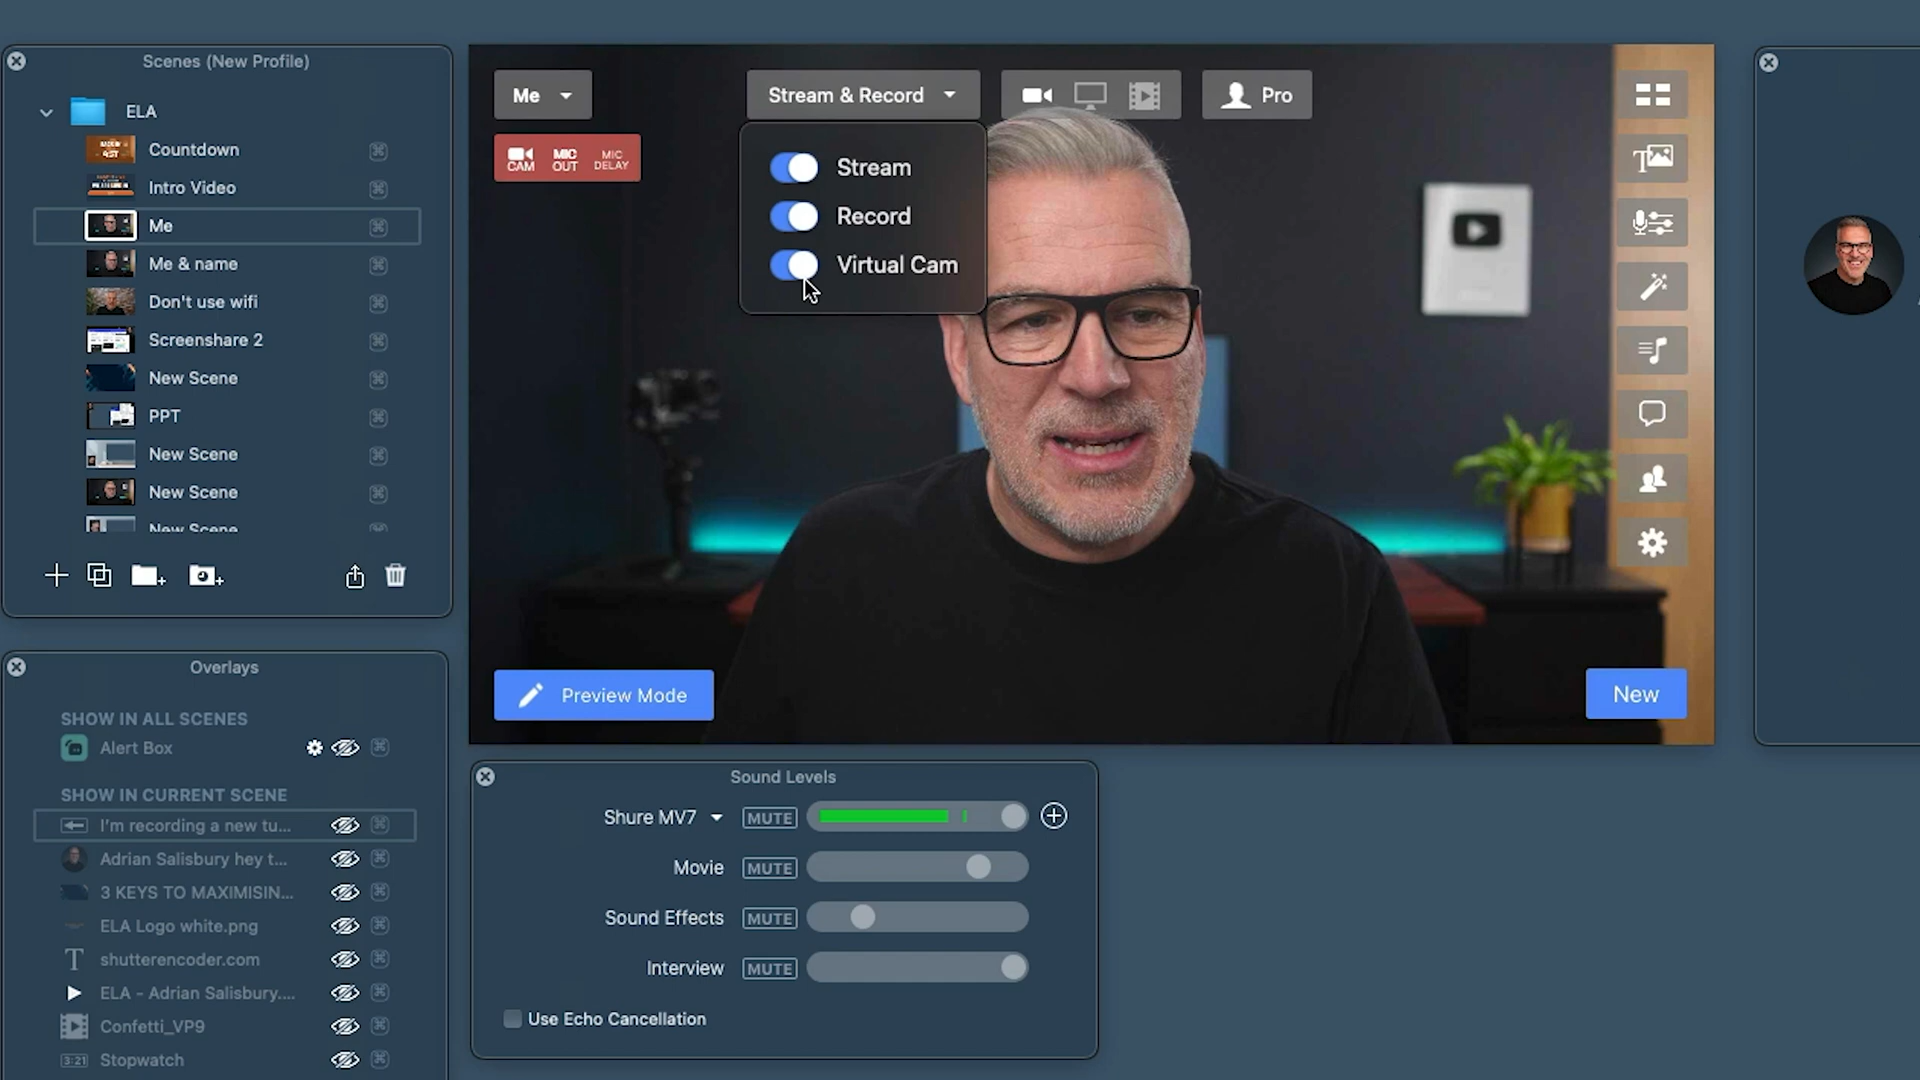 Scenes (New Profile)
ELA
Countdown
Intro Video
Me
Me & name
Don't use wifi
Screenshare 2
New Scene
PPT
New Scene
New Scene
New Scene
Overlays
SHOW IN ALL SCENES
Alert Box
SHOW IN CURRENT SCENE
I'm recording a new tu...
Adrian Salisbury hey t...
3 KEYS TO MAXIMISIN...
ELA Logo white.png
T shutterencoder.com
ELA - Adrian Salisbury....
Confetti_VP9
3:21 Stopwatch
Me
Stream & Record
Pro
CAM
MIC OUT
MIC DELAY
Stream
Record
Virtual Cam
Preview Mode
New
Sound Levels
Shure MV7 MUTE
Movie MUTE
Sound Effects MUTE
Interview MUTE
Use Echo Cancellation